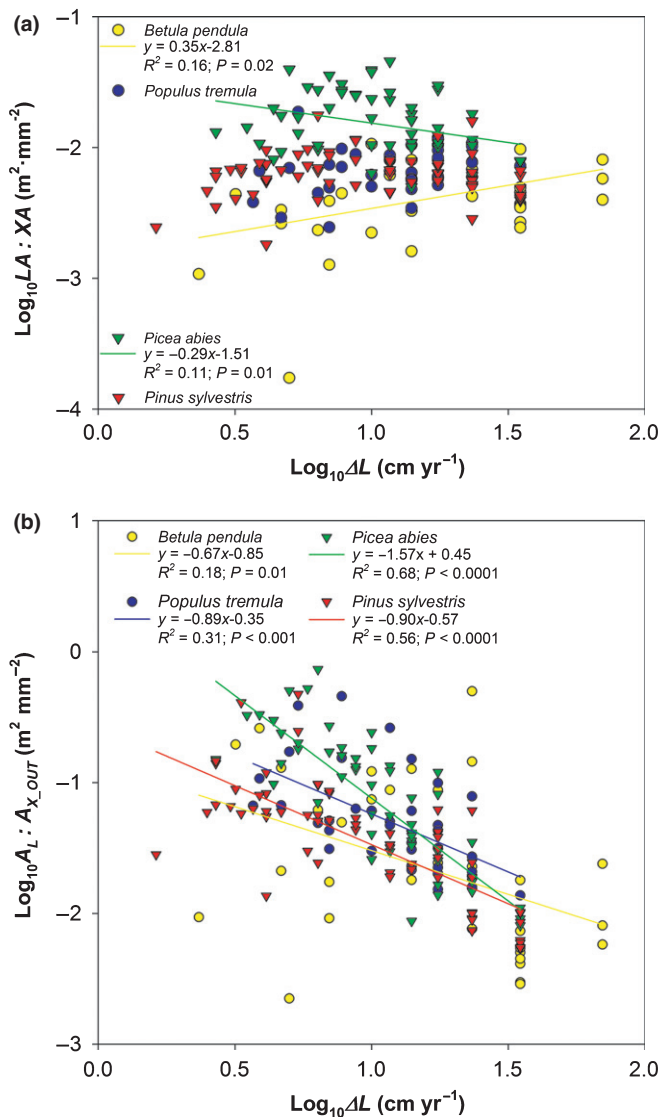 (a)
−1
Betula pendula
y = 0.35x-2.81
R² = 0.16; P = 0.02
Populus tremula
−2
−3
Log₁₀LA : XA (m²·mm⁻²)
Picea abies
y = −0.29x-1.51
R² = 0.11; P = 0.01
Pinus sylvestris
−4
0.0 0.5 1.0 1.5 2.0
Log₁₀ΔL (cm yr⁻¹)
(b)
1
Betula pendula
y = −0.67x-0.85
R² = 0.18; P = 0.01
Populus tremula
y = −0.89x-0.35
R² = 0.31; P < 0.001
Picea abies
y = −1.57x + 0.45
R² = 0.68; P < 0.0001
Pinus sylvestris
y = −0.90x-0.57
R² = 0.56; P < 0.0001
0
−1
−2
−3
Log₁₀A_L : A_X_OUT (m² mm⁻²)
0.0 0.5 1.0 1.5 2.0
Log₁₀ΔL (cm yr⁻¹)